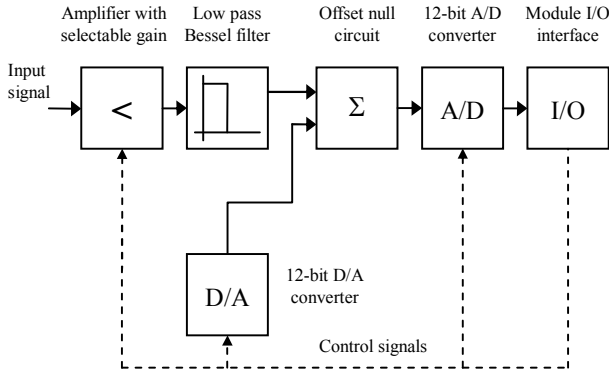 Amplifier with
selectable gain
Low pass
Bessel filter
Offset null
circuit
12-bit A/D
converter
Module I/O
interface
Input
signal
<
Σ
A/D
I/O
D/A
12-bit D/A
converter
Control signals